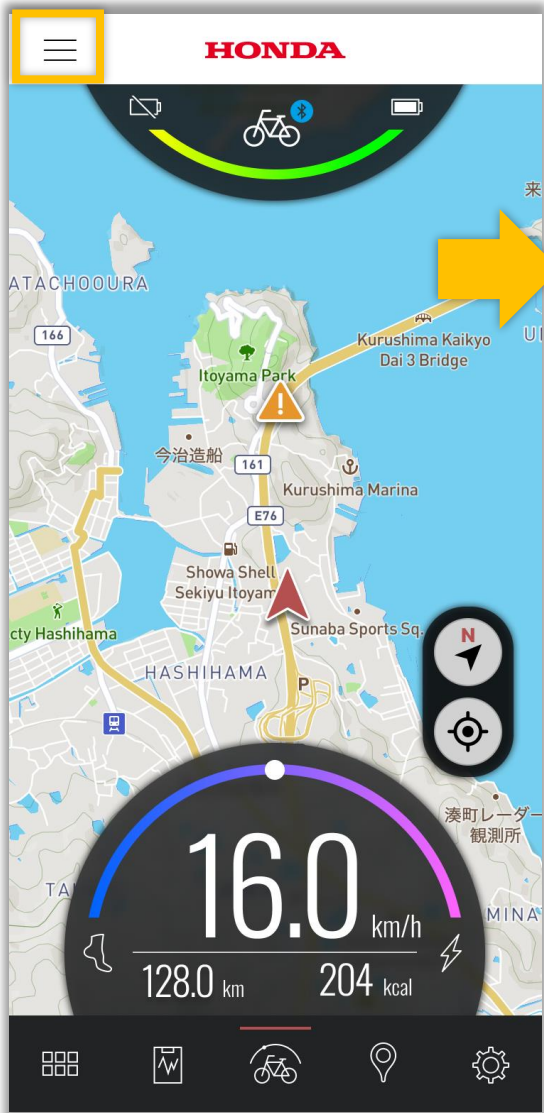 HONDA
来
ATACHOOURA
166
Kurushima Kaikyo
Dai 3 Bridge
Itoyama Park
今治造船
161
Kurushima Marina
E76
Showa Shell
Sekiyu Itoyam
Sunaba Sports Sq.
cty Hashihama
N
HASHIHAMA
P
湊町レーダー
観測所
TA
MINA
16.0 km/h
128.0 km
204 kcal